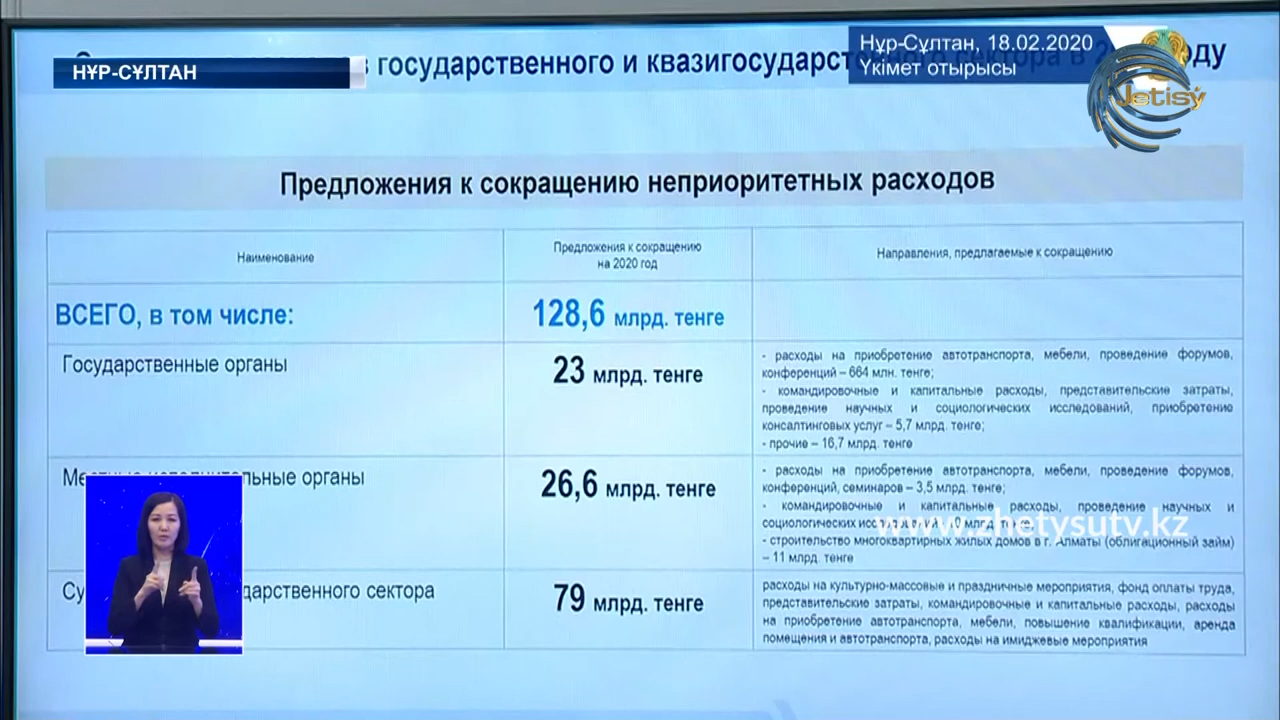 государственного и квазигосударст
НҰР-СҰЛТАН
Нұр-Сұлтан, 18.02.2020
Үкімет отырысы
Jetisý
Предложения к сокращению неприоритетных расходов
Наименование
Предложения к сокращению
на 2020 год
Направления, предлагаемые к сокращению
ВСЕГО, в том числе:
128,6 млрд. тенге
Государственные органы
23 млрд. тенге
- расходы на приобретение автотранспорта, мебели, проведение форумов,
конференций – 664 млн. тенге;
- командировочные и капитальные расходы, представительские затраты,
проведение научных и социологических исследований, приобретение
консалтинговых услуг – 5,7 млрд. тенге;
- прочие – 16,7 млрд. тенге
органы
26,6 млрд. тенге
- расходы на приобретение автотранспорта, мебели, проведение форумов,
конференций, семинаров – 3,5 млрд. тенге;
- командировочные и капитальные расходы, проведение научных и
социологических
www.zhetysutv.kz
- строительство многоквартирных жилых домов в г. Алматы (облигационный займ)
– 11 млрд. тенге
сектора
79 млрд. тенге
расходы на культурно-массовые и праздничные мероприятия, фонд оплаты труда,
представительские затраты, командировочные и капитальные расходы, расходы
на приобретение автотранспорта, мебели, повышение квалификации, аренда
помещения и автотранспорта, расходы на имиджевые мероприятия